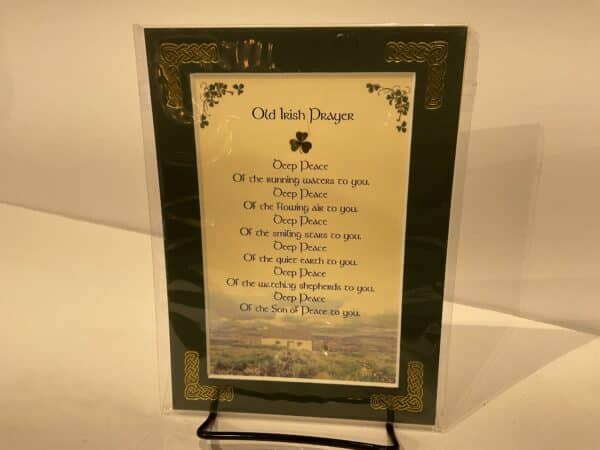 Old Irish Prayer
Deep Peace
Of the running waters to you.
Deep Peace
Of the flowing air to you.
Deep Peace
Of the smiling stars to you.
Deep Peace
Of the quiet earth to you.
Deep Peace
Of the watching shepherds to you.
Deep Peace
Of the Son of Peace to you.